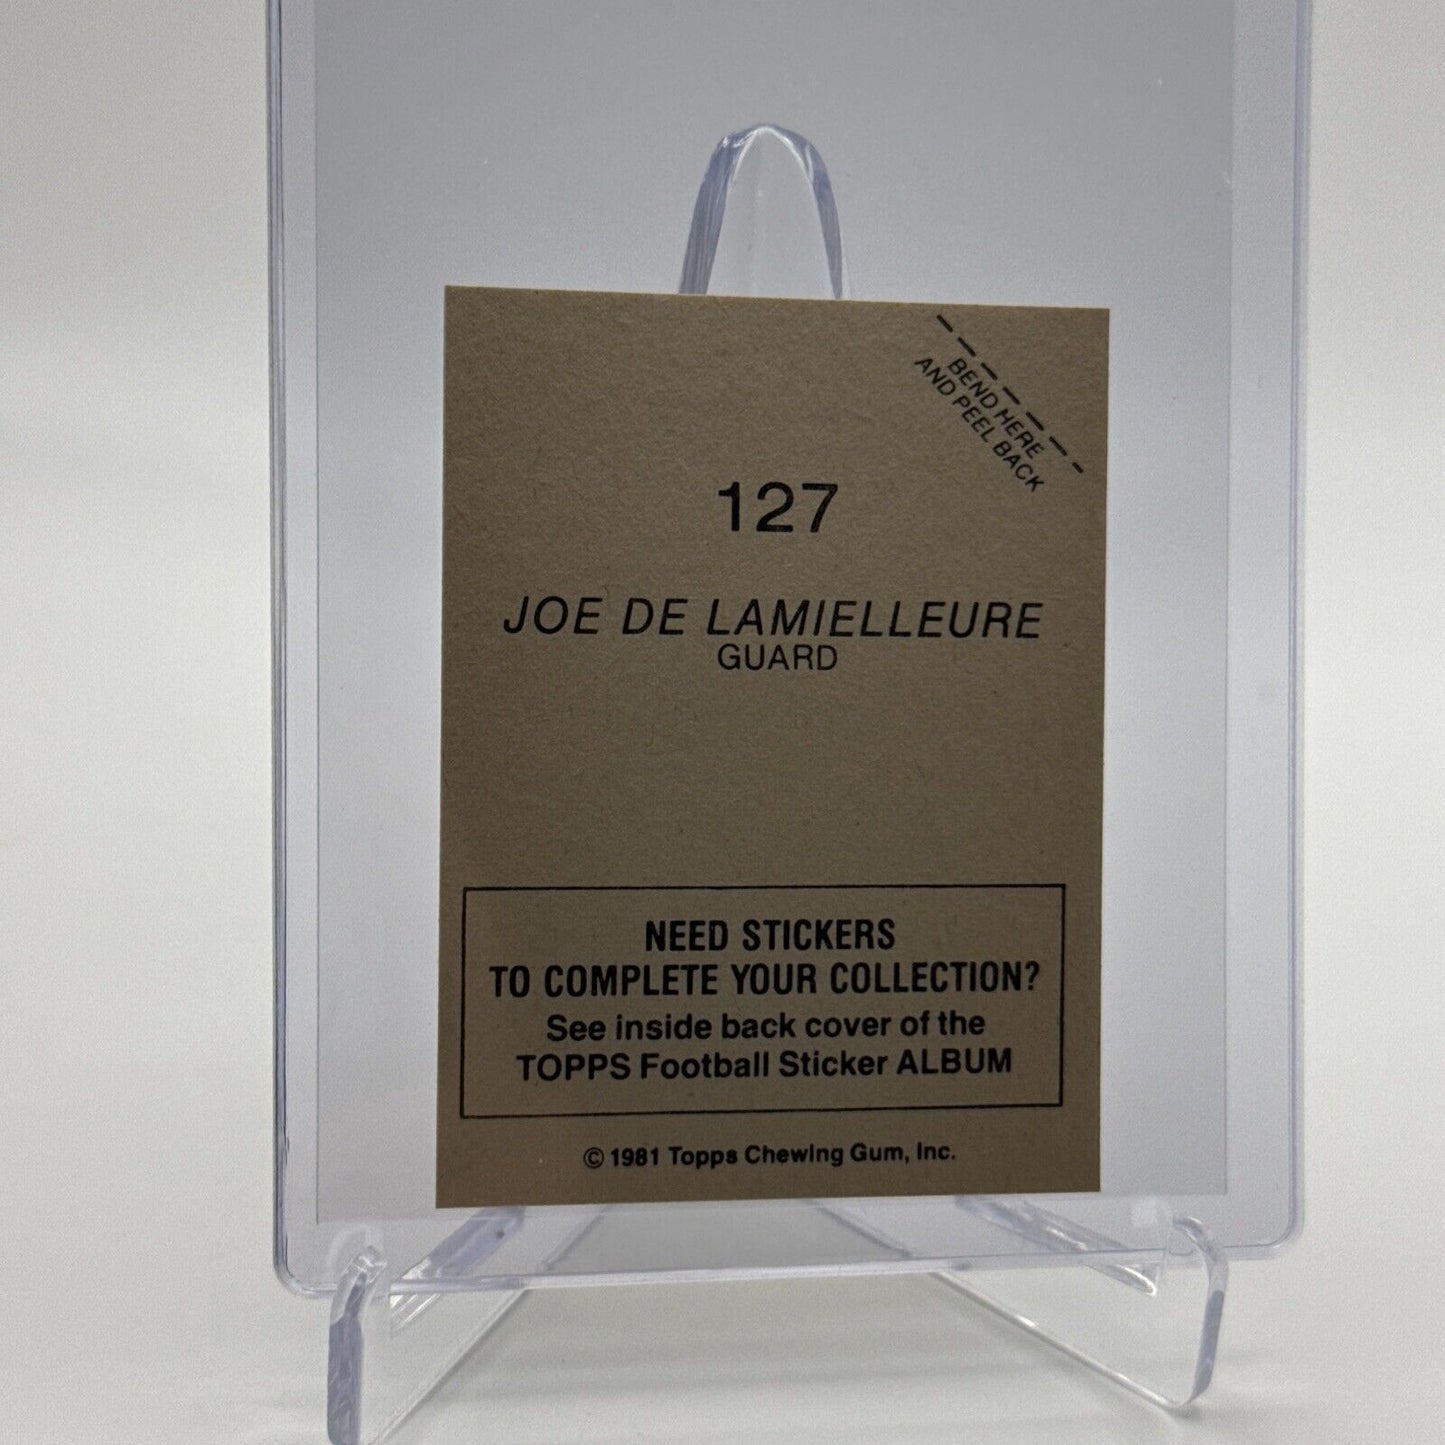 BEND HERE
AND PEEL BACK
127
JOE DE LAMIELLEURE
GUARD
NEED STICKERS
TO COMPLETE YOUR COLLECTION?
See inside back cover of the
TOPPS Football Sticker ALBUM
© 1981 Topps Chewing Gum, Inc.